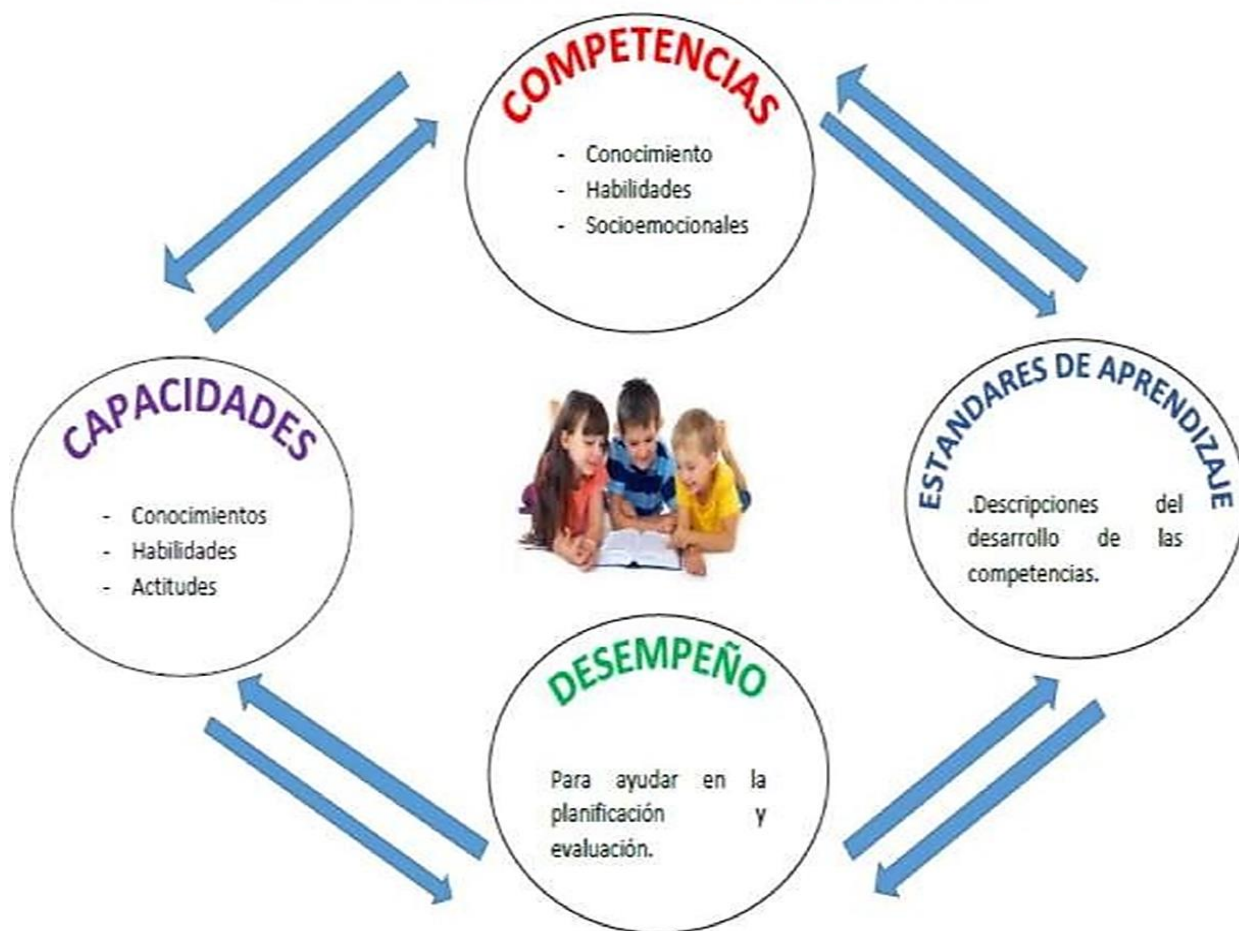 COMPETENCIAS
- Conocimiento
- Habilidades
- Socioemocionales
CAPACIDADES
- Conocimientos
- Habilidades
- Actitudes
ESTANDARES DE APRENDIZAJE
.Descripciones del
desarrollo de las
competencias.
DESEMPEÑO
Para ayudar en la
planificación y
evaluación.